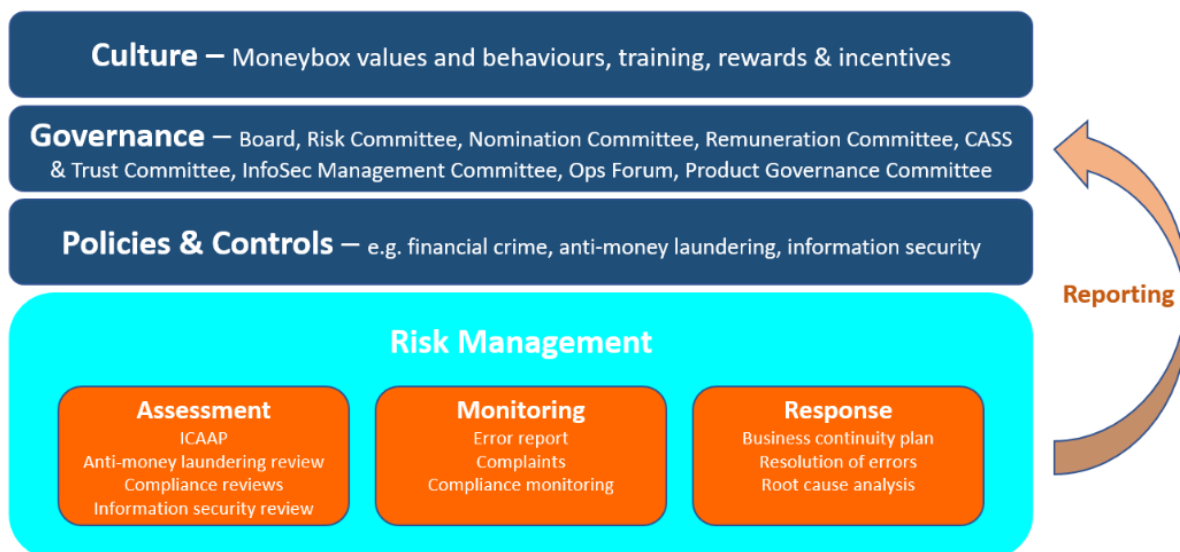 Culture – Moneybox values and behaviours, training, rewards & incentives
Governance – Board, Risk Committee, Nomination Committee, Remuneration Committee, CASS
& Trust Committee, InfoSec Management Committee, Ops Forum, Product Governance Committee
Policies & Controls – e.g. financial crime, anti-money laundering, information security
Reporting
Risk Management
Assessment
ICAAP
Anti-money laundering review
Compliance reviews
Information security review
Monitoring
Error report
Complaints
Compliance monitoring
Response
Business continuity plan
Resolution of errors
Root cause analysis